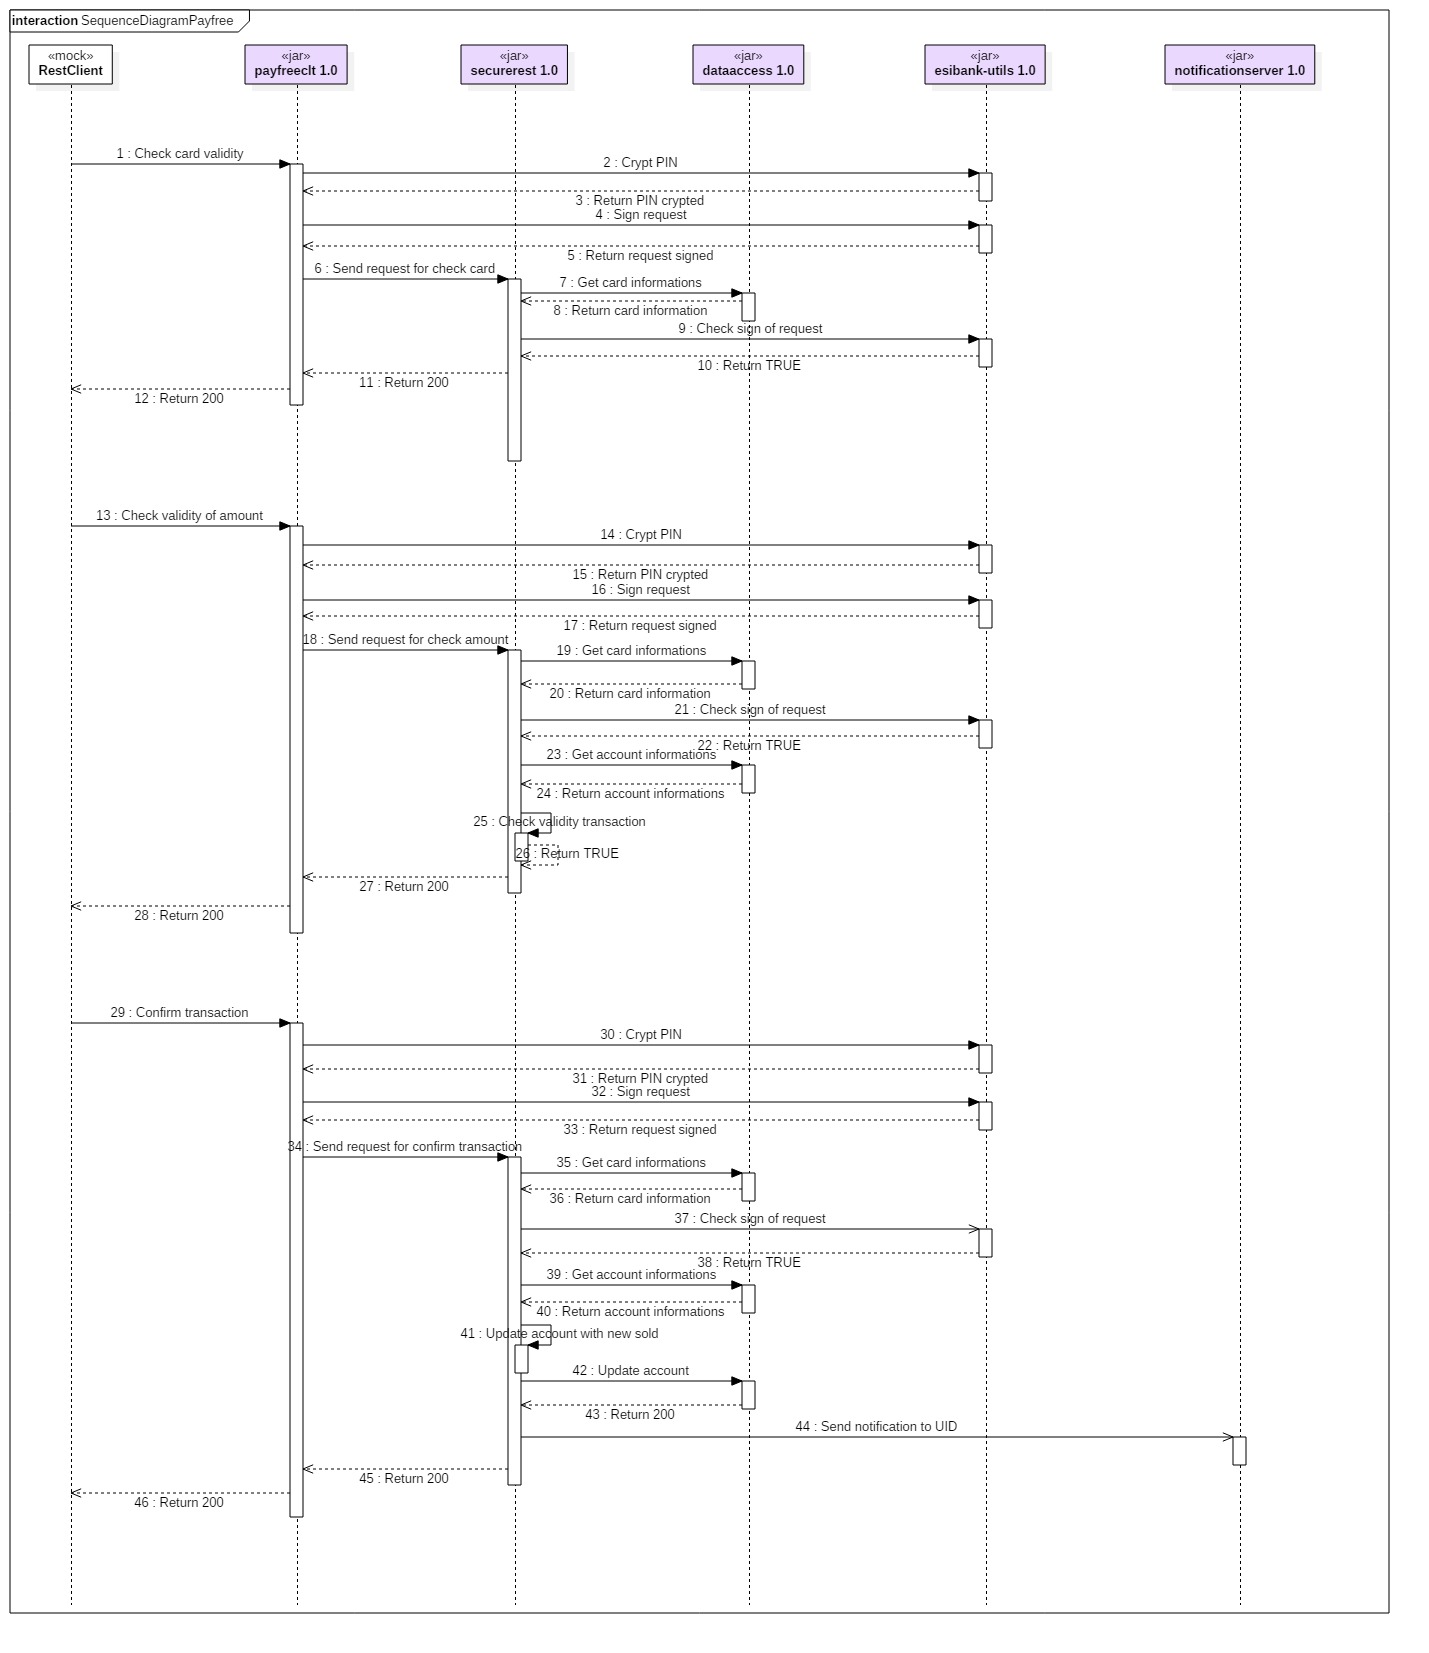 interaction SequenceDiagramPayfree
«mock»
RestClient
«jar»
payfreeclt 1.0
«jar»
securerest 1.0
«jar»
dataaccess 1.0
«jar»
esibank-utils 1.0
«jar»
notificationserver 1.0
1 : Check card validity
2 : Crypt PIN
3 : Return PIN crypted
4 : Sign request
5 : Return request signed
6 : Send request for check card
7 : Get card informations
8 : Return card information
9 : Check sign of request
10 : Return TRUE
11 : Return 200
12 : Return 200
13 : Check validity of amount
14 : Crypt PIN
15 : Return PIN crypted
16 : Sign request
17 : Return request signed
18 : Send request for check amount
19 : Get card informations
20 : Return card information
21 : Check sign of request
22 : Return TRUE
23 : Get account informations
24 : Return account informations
25 : Check validity transaction
26 : Return TRUE
27 : Return 200
28 : Return 200
29 : Confirm transaction
30 : Crypt PIN
31 : Return PIN crypted
32 : Sign request
33 : Return request signed
34 : Send request for confirm transaction
35 : Get card informations
36 : Return card information
37 : Check sign of request
38 : Return TRUE
39 : Get account informations
40 : Return account informations
41 : Update account with new sold
42 : Update account
43 : Return 200
44 : Send notification to UID
45 : Return 200
46 : Return 200